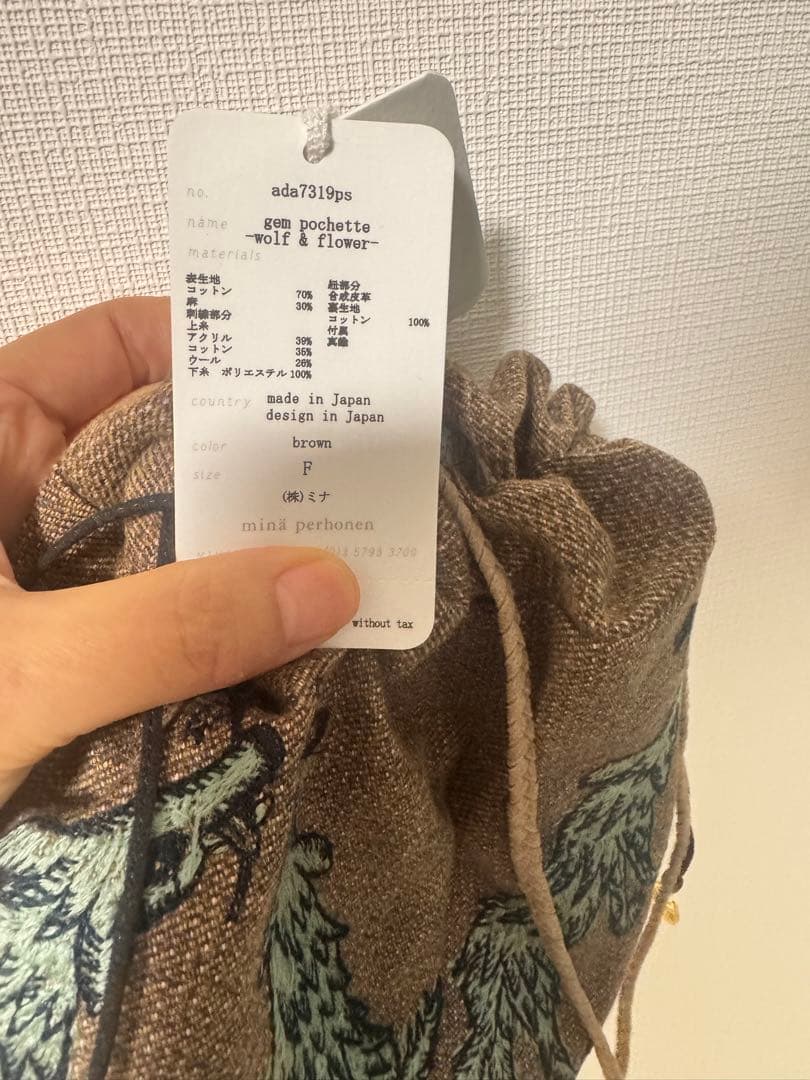 no. ada7319ps
name gem pochette
-wolf & flower-
materials
表生地
コットン 70%
麻 30%
刺繍部分
上糸
アクリル 39%
コットン 35%
ウール 26%
下糸 ポリエステル 100%
紐部分
合成皮革
裏生地
コットン 100%
付属
真鍮
country made in Japan
design in Japan
color brown
size F
(株)ミナ
minä perhonen
5793 3700
without tax